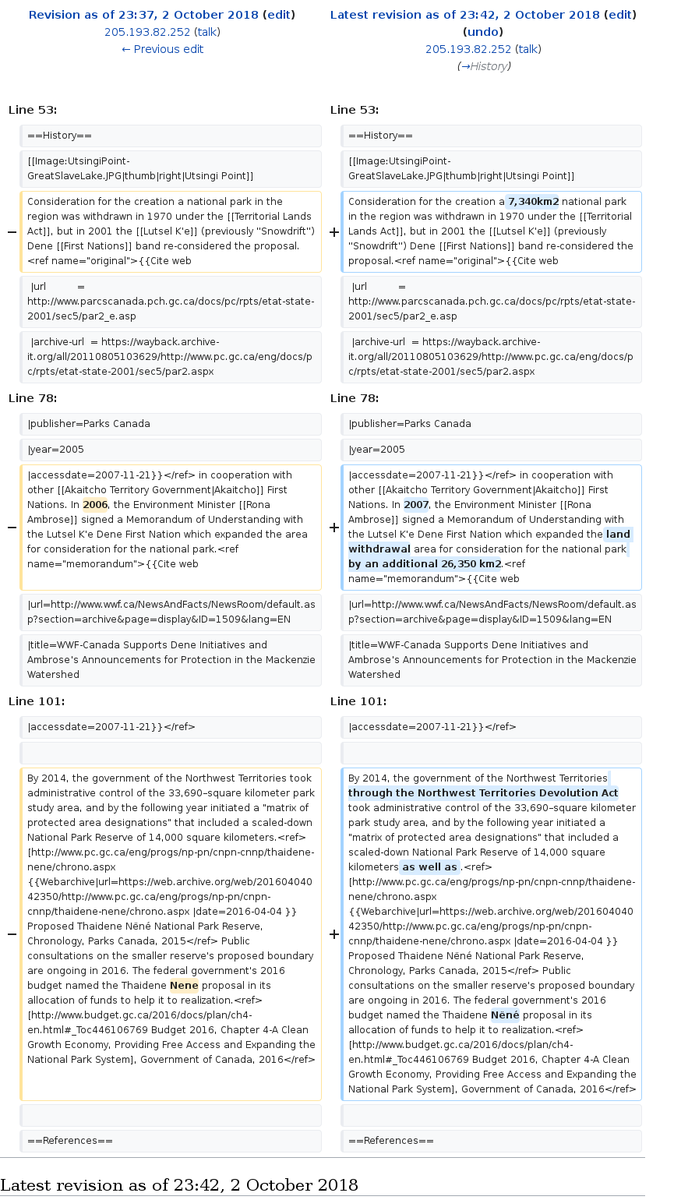 Revision as of 23:37, 2 October 2018 (edit)
205.193.82.252 (talk)
← Previous edit
Latest revision as of 23:42, 2 October 2018 (edit)
(undo)
205.193.82.252 (talk)
(→History)
Line 53:
Line 53:
==History==
==History==
[[Image:UtsingiPoint-
GreatSlaveLake.JPG|thumb|right|Utsingi Point]]
[[Image:UtsingiPoint-
GreatSlaveLake.JPG|thumb|right|Utsingi Point]]
−
Consideration for the creation a national park in the
region was withdrawn in 1970 under the [[Territorial Lands
Act]], but in 2001 the [[Lutsel K'e]] (previously "Snowdrift")
Dene [[First Nations]] band re-considered the proposal.
<ref name="original">{{Cite web
+
Consideration for the creation a 7,340km2 national park
in the region was withdrawn in 1970 under the [[Territorial
Lands Act]], but in 2001 the [[Lutsel K'e]] (previously
"Snowdrift") Dene [[First Nations]] band re-considered the
proposal.<ref name="original">{{Cite web
|url =
http://www.parcscanada.pch.gc.ca/docs/pc/rpts/etat-state-
2001/sec5/par2_e.asp
|url =
http://www.parcscanada.pch.gc.ca/docs/pc/rpts/etat-state-
2001/sec5/par2_e.asp
|archive-url = https://wayback.archive-
it.org/all/20110805103629/http://www.pc.gc.ca/eng/docs/p
c/rpts/etat-state-2001/sec5/par2.aspx
|archive-url = https://wayback.archive-
it.org/all/20110805103629/http://www.pc.gc.ca/eng/docs/p
c/rpts/etat-state-2001/sec5/par2.aspx
Line 78:
Line 78:
|publisher=Parks Canada
|publisher=Parks Canada
|year=2005
|year=2005
−
|accessdate=2007-11-21}}</ref> in cooperation with
other [[Akaitcho Territory Government|Akaitcho]] First
Nations. In 2006, the Environment Minister [[Rona
Ambrose]] signed a Memorandum of Understanding with
the Lutsel K'e Dene First Nation which expanded the area
for consideration for the national park.<ref
name="memorandum">{{Cite web
+
|accessdate=2007-11-21}}</ref> in cooperation with
other [[Akaitcho Territory Government|Akaitcho]] First
Nations. In 2007, the Environment Minister [[Rona
Ambrose]] signed a Memorandum of Understanding with
the Lutsel K'e Dene First Nation which expanded the land
withdrawal area for consideration for the national park
by an additional 26,350 km2.<ref
name="memorandum">{{Cite web
|url=http://www.wwf.ca/NewsAndFacts/NewsRoom/default.as
p?section=archive&page=display&ID=1509&lang=EN
|url=http://www.wwf.ca/NewsAndFacts/NewsRoom/default.as
p?section=archive&page=display&ID=1509&lang=EN
|title=WWF-Canada Supports Dene Initiatives and
Ambrose's Announcements for Protection in the Mackenzie
Watershed
|title=WWF-Canada Supports Dene Initiatives and
Ambrose's Announcements for Protection in the Mackenzie
Watershed
Line 101:
Line 101:
|accessdate=2007-11-21}}</ref>
|accessdate=2007-11-21}}</ref>
−
By 2014, the government of the Northwest Territories took
administrative control of the 33,690–square kilometer park
study area, and by the following year initiated a "matrix of
protected area designations" that included a scaled-down
National Park Reserve of 14,000 square kilometers.<ref>
[http://www.pc.gc.ca/eng/progs/np-pn/cnpn-cnnp/thaidene-
nene/chrono.aspx
{{Webarchive|url=https://web.archive.org/web/201604040
42350/http://www.pc.gc.ca/eng/progs/np-pn/cnpn-
cnnp/thaidene-nene/chrono.aspx |date=2016-04-04 }}
Proposed Thaidene Nëné National Park Reserve,
Chronology, Parks Canada, 2015</ref> Public
consultations on the smaller reserve's proposed boundary
are ongoing in 2016. The federal government's 2016
budget named the Thaidene Nene proposal in its
allocation of funds to help it to realization.<ref>
[http://www.budget.gc.ca/2016/docs/plan/ch4-
en.html#_Toc446106769 Budget 2016, Chapter 4-A Clean
Growth Economy, Providing Free Access and Expanding the
National Park System], Government of Canada, 2016</ref>
+
By 2014, the government of the Northwest Territories
through the Northwest Territories Devolution Act
took administrative control of the 33,690–square kilometer
park study area, and by the following year initiated a
"matrix of protected area designations" that included a
scaled-down National Park Reserve of 14,000 square
kilometers as well as .<ref>
[http://www.pc.gc.ca/eng/progs/np-pn/cnpn-cnnp/thaidene-
nene/chrono.aspx
{{Webarchive|url=https://web.archive.org/web/201604040
42350/http://www.pc.gc.ca/eng/progs/np-pn/cnpn-
cnnp/thaidene-nene/chrono.aspx |date=2016-04-04 }}
Proposed Thaidene Nëné National Park Reserve,
Chronology, Parks Canada, 2015</ref> Public
consultations on the smaller reserve's proposed boundary
are ongoing in 2016. The federal government's 2016
budget named the Thaidene Nëné proposal in its
allocation of funds to help it to realization.<ref>
[http://www.budget.gc.ca/2016/docs/plan/ch4-
en.html#_Toc446106769 Budget 2016, Chapter 4-A Clean
Growth Economy, Providing Free Access and Expanding the
National Park System], Government of Canada, 2016</ref>
==References==
==References==
Latest revision as of 23:42, 2 October 2018